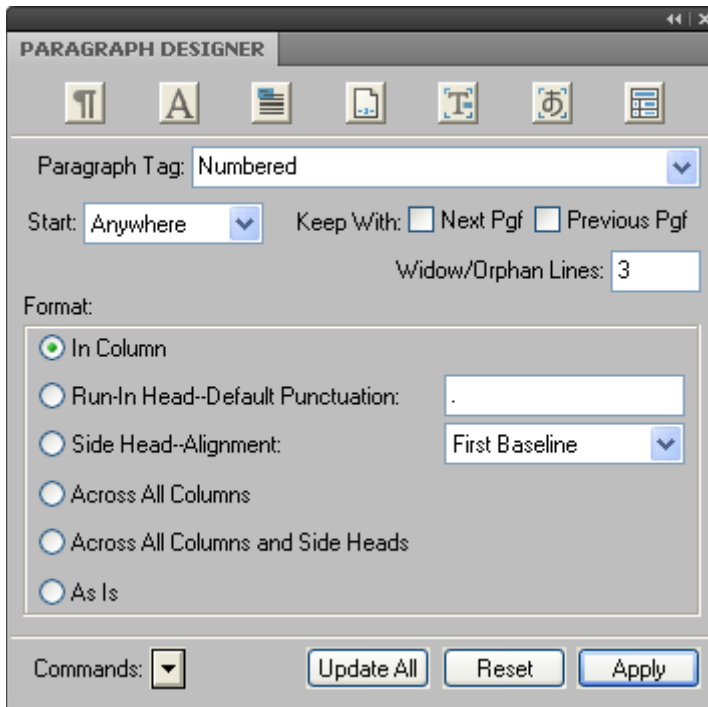 PARAGRAPH DESIGNER
Paragraph Tag: Numbered
Start: Anywhere Keep With: Next Pgf Previous Pgf
Widow/Orphan Lines: 3
Format:
In Column
Run-In Head--Default Punctuation: .
Side Head--Alignment: First Baseline
Across All Columns
Across All Columns and Side Heads
As Is
Commands: Update All Reset Apply